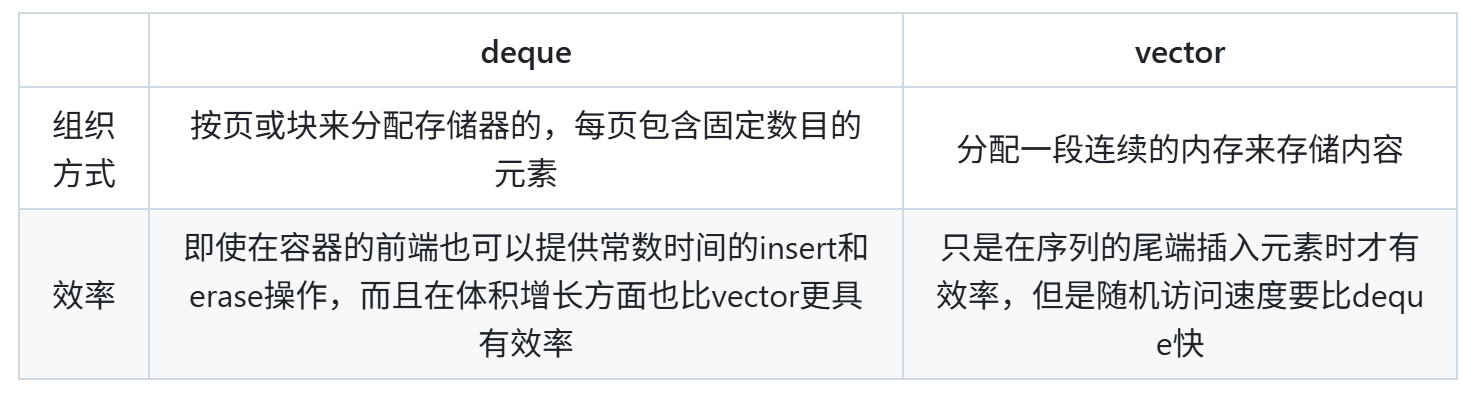 deque
vector
组织
方式
按页或块来分配存储器的，每页包含固定数目的
元素
分配一段连续的内存来存储内容
效率
即使在容器的前端也可以提供常数时间的insert和
erase操作，而且在体积增长方面也比vector更具
有效率
只是在序列的尾端插入元素时才有
效率，但是随机访问速度要比dequ
e快